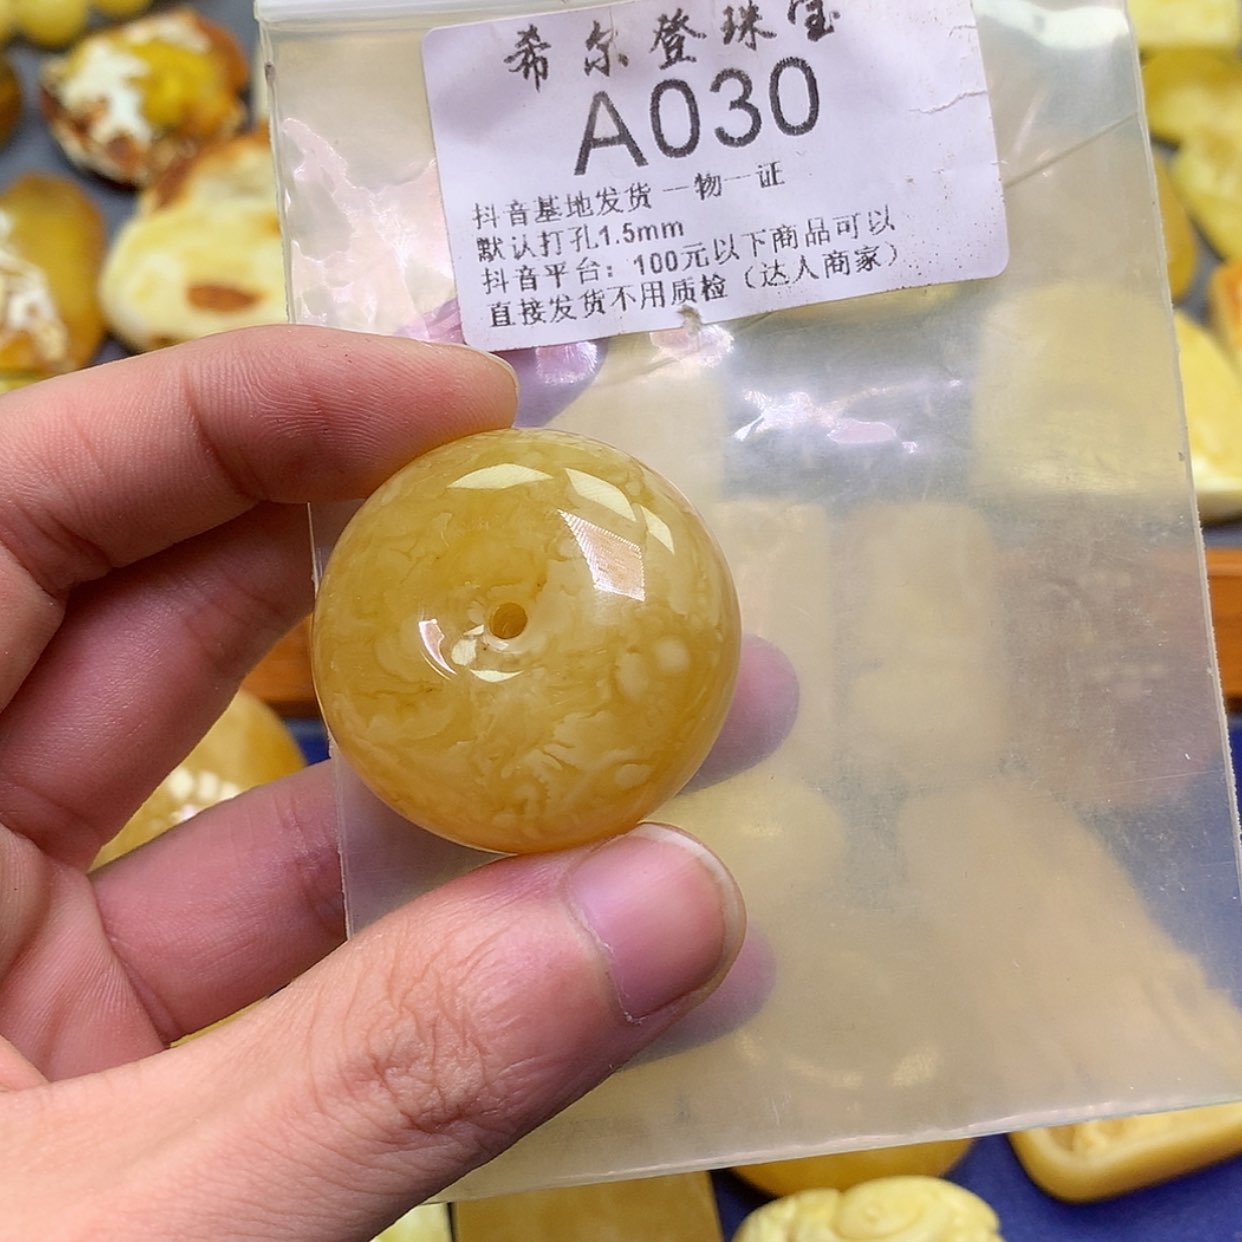 希尔登珠宝
A030
抖音基地发货 一物一证
默认打孔1.5mm
抖音平台：100元以下商品可以
直接发货不用质检（达人商家）